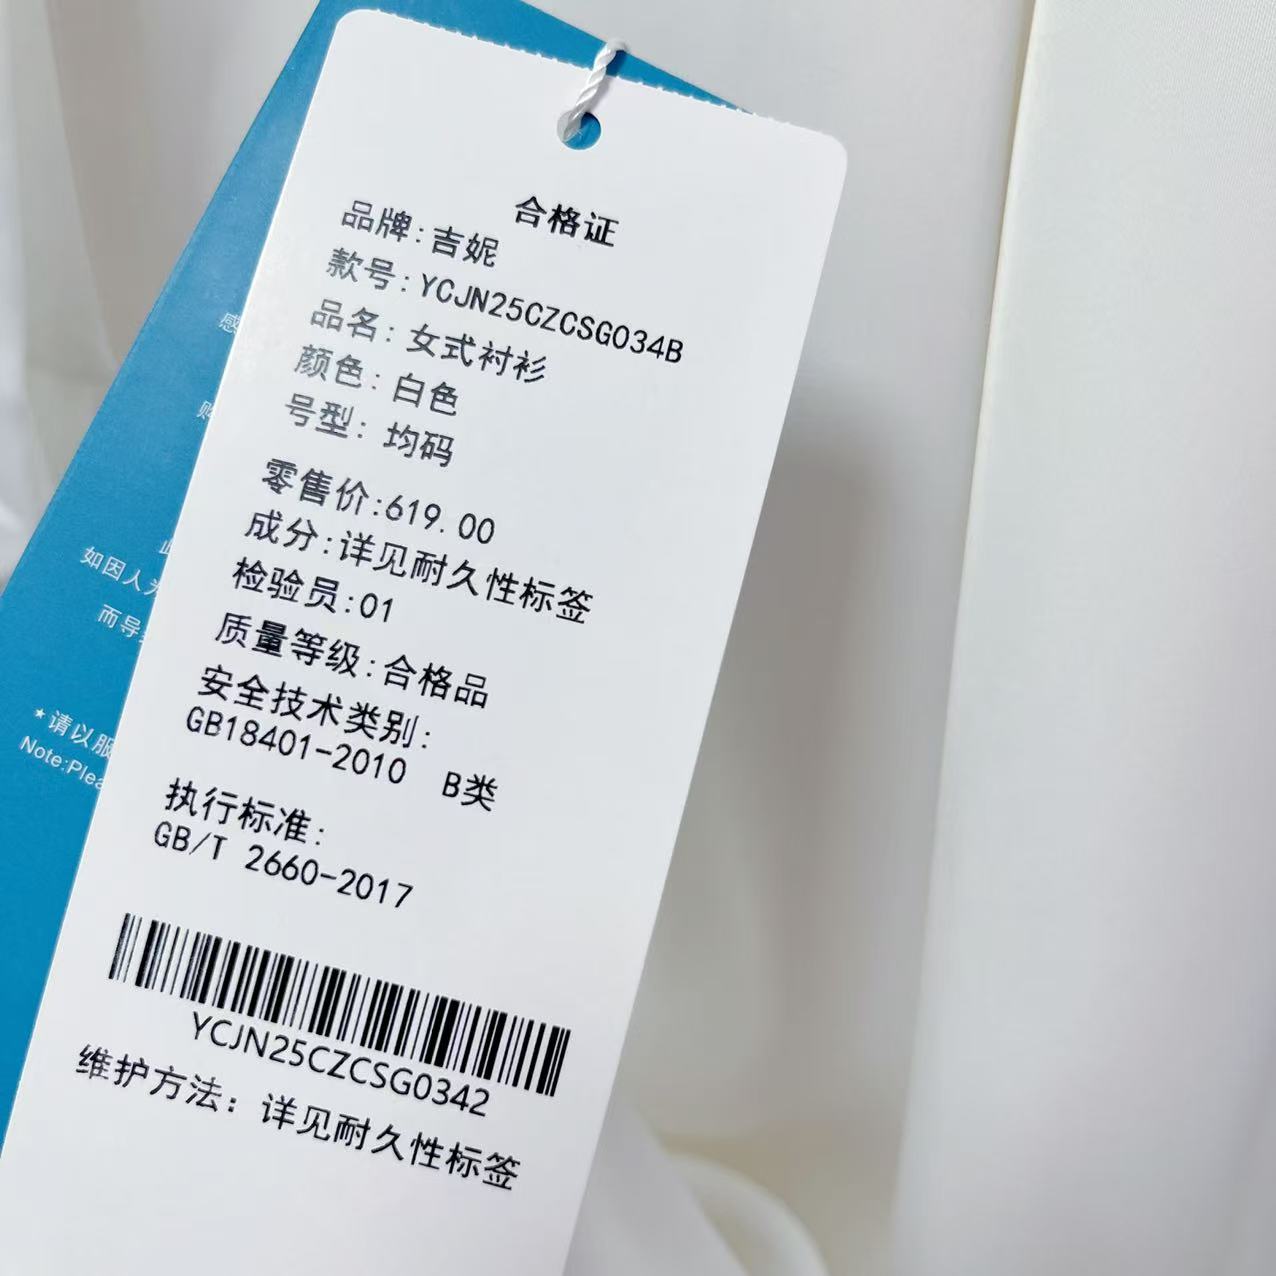 合格证
品牌:吉妮
款号:YCJN25CZCSG034B
品名:女式衬衫
颜色:白色
号型:均码
零售价:619.00
成分:详见耐久性标签
检验员:01
质量等级:合格品
安全技术类别:
GB18401-2010 B类
执行标准:
GB/T 2660-2017
YCJN25CZCSG0342
维护方法：详见耐久性标签
感
购
如因人为
而导
*请以服
Note:Plea